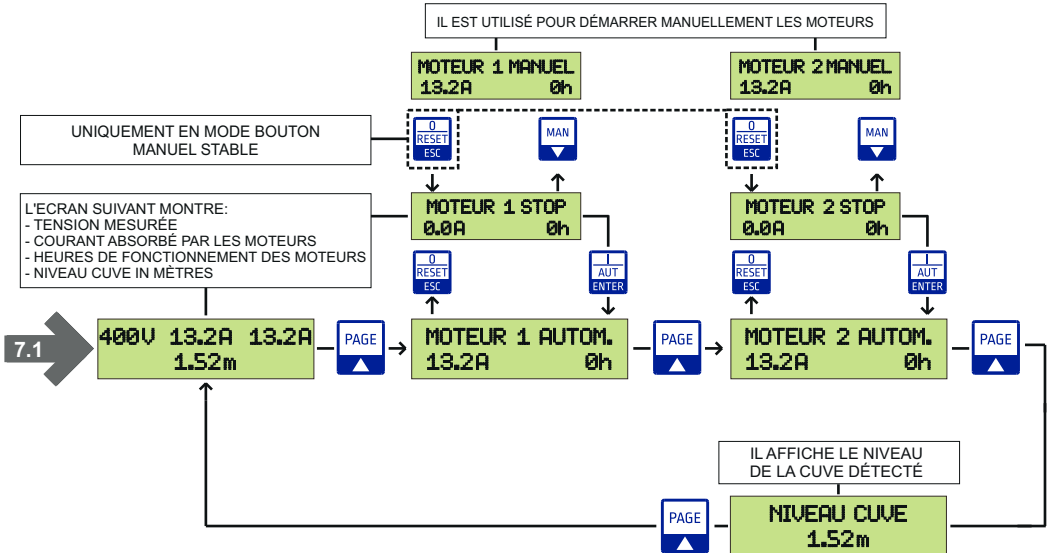 IL EST UTILISÉ POUR DÉMARRER MANUELLEMENT LES MOTEURS
MOTEUR 1 MANUEL
13.2A 0h
MOTEUR 2 MANUEL
13.2A 0h
UNIQUEMENT EN MODE BOUTON
MANUEL STABLE
0
RESET
ESC
MAN
0
RESET
ESC
MAN
L'ECRAN SUIVANT MONTRE:
- TENSION MESURÉE
- COURANT ABSORBÉ PAR LES MOTEURS
- HEURES DE FONCTIONNEMENT DES MOTEURS
- NIVEAU CUVE IN MÈTRES
MOTEUR 1 STOP
0.0A 0h
MOTEUR 2 STOP
0.0A 0h
0
RESET
ESC
I
AUT
ENTER
0
RESET
ESC
I
AUT
ENTER
7.1
400V 13.2A 13.2A
1.52m
PAGE
MOTEUR 1 AUTOM.
13.2A 0h
PAGE
MOTEUR 2 AUTOM.
13.2A 0h
PAGE
IL AFFICHE LE NIVEAU
DE LA CUVE DÉTECTÉ
PAGE
NIVEAU CUVE
1.52m